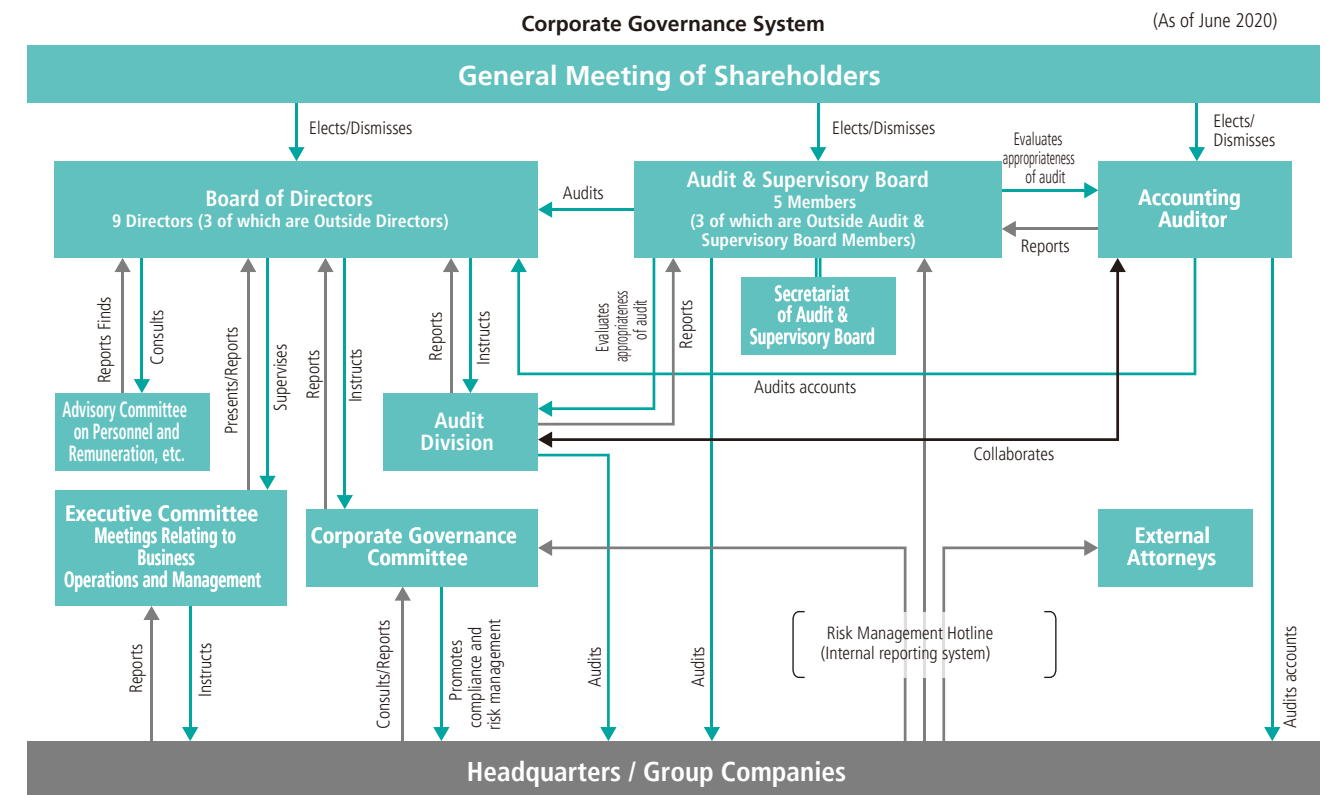 Corporate Governance System
(As of June 2020)
General Meeting of Shareholders
Elects/Dismisses
Elects/Dismisses
Elects/
Dismisses
Board of Directors
9 Directors (3 of which are Outside Directors)
Audits
Audit & Supervisory Board
5 Members
(3 of which are Outside Audit &
Supervisory Board Members)
Evaluates
appropriateness
of audit
Reports
Accounting
Auditor
Reports Finds
Consults
Presents/Reports
Supervises
Reports
Instructs
Reports
Instructs
Evaluates
appropriateness
of audit
Reports
Secretariat
of Audit &
Supervisory Board
Audits accounts
Advisory Committee
on Personnel and
Remuneration, etc.
Audit
Division
Collaborates
Executive Committee
Meetings Relating to
Business
Operations and Management
Corporate Governance
Committee
External
Attorneys
Reports
Instructs
Consults/Reports
Promotes
compliance and
risk management
Audits
Audits
Risk Management Hotline
(Internal reporting system)
Audits accounts
Headquarters / Group Companies